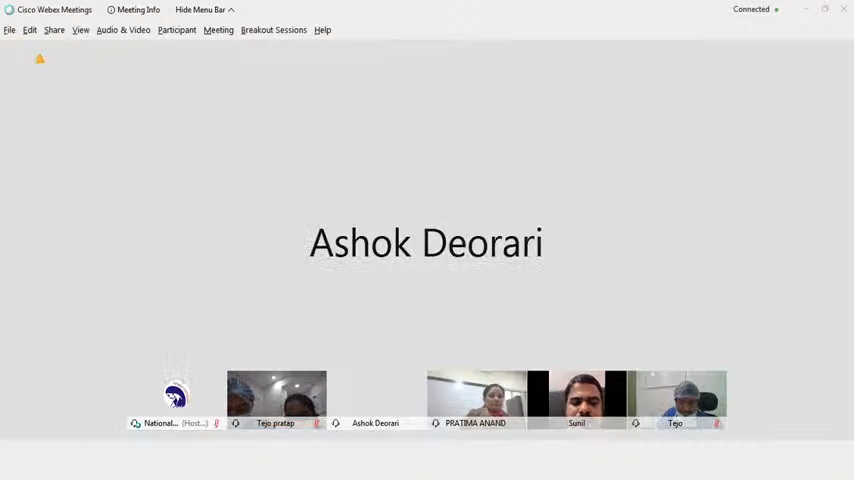 Cisco Webex Meetings Meeting Info Hide Menu Bar Connected
File Edit Share View Audio & Video Participant Meeting Breakout Sessions Help
Ashok Deorari
National... (Host...) Tejo pratap Ashok Deorari PRATIMA ANAND Sunil Tejo